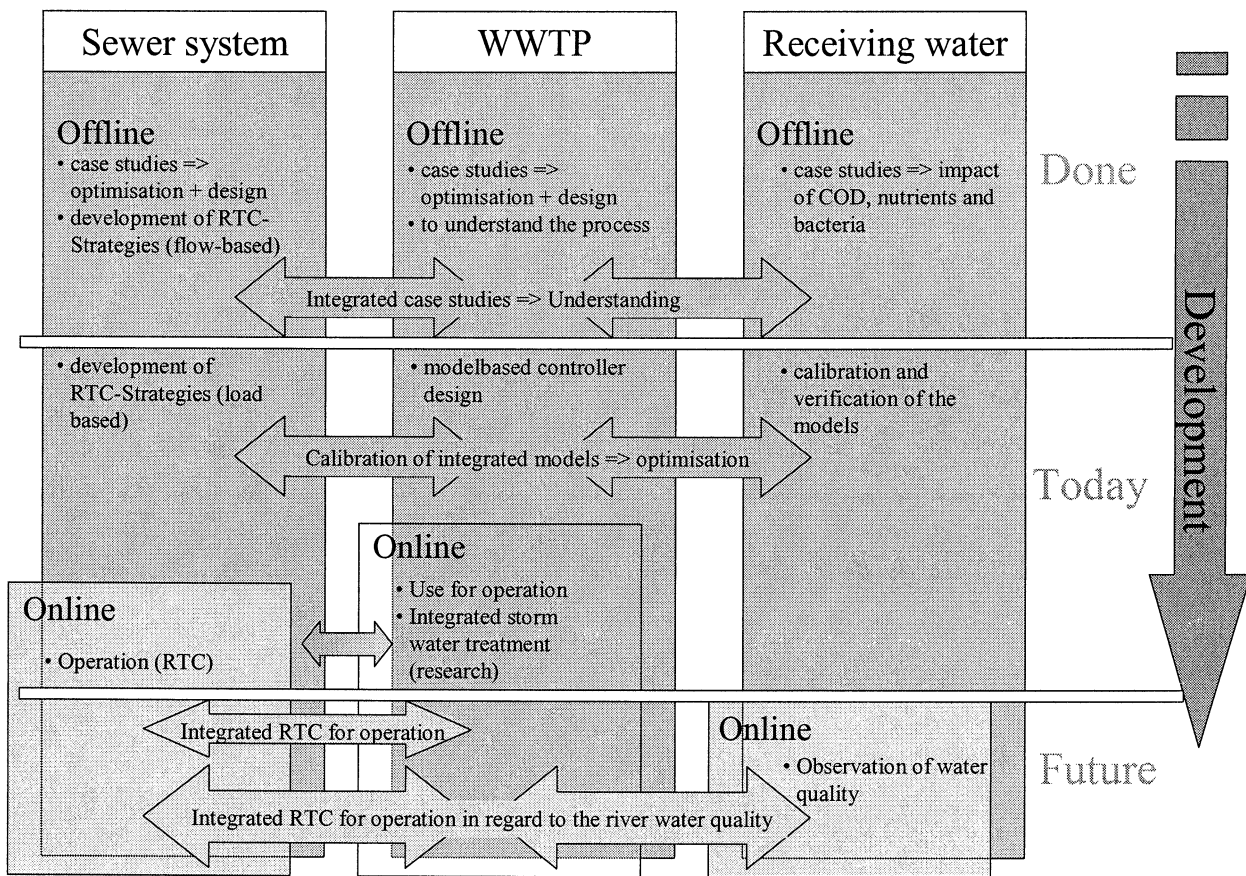 Sewer system
WWTP
Receiving water
Offline
• case studies =>
optimisation + design
• development of RTC-
Strategies (flow-based)
Offline
• case studies =>
optimisation + design
• to understand the process
Offline
• case studies => impact
of COD, nutrients and
bacteria
Done
Integrated case studies => Understanding
Development
• development of
RTC-Strategies (load
based)
• modelbased controller
design
• calibration and
verification of the
models
Calibration of integrated models => optimisation
Today
Online
• Use for operation
• Integrated storm
water treatment
(research)
Online
• Operation (RTC)
Integrated RTC for operation
Online
• Observation of water
quality
Future
Integrated RTC for operation in regard to the river water quality